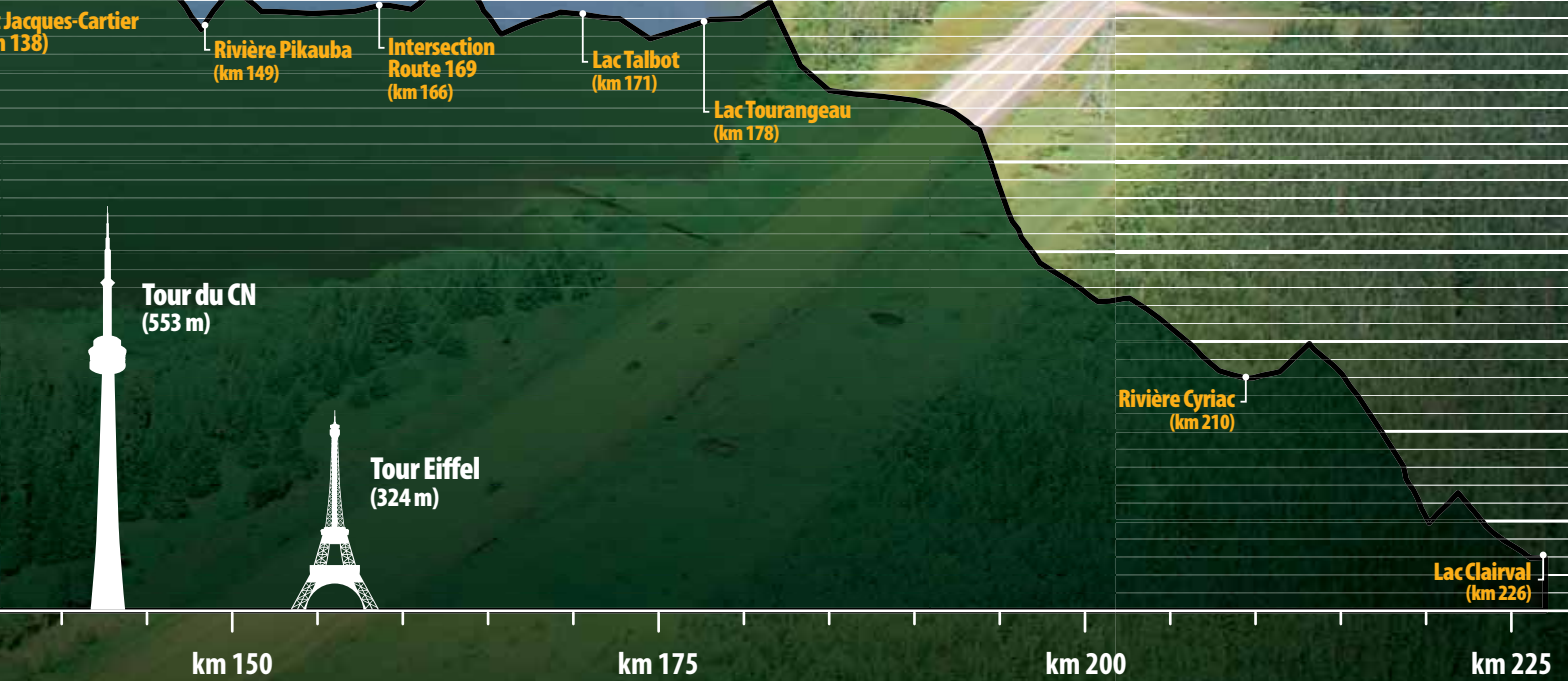 Jacques-Cartier
138)
Rivière Pikauba
(km 149)
Intersection
Route 169
(km 166)
Lac Talbot
(km 171)
Lac Tourangeau
(km 178)
Tour du CN
(553 m)
Tour Eiffel
(324 m)
Rivière Cyriac
(km 210)
Lac Clairval
(km 226)
km 150
km 175
km 200
km 225